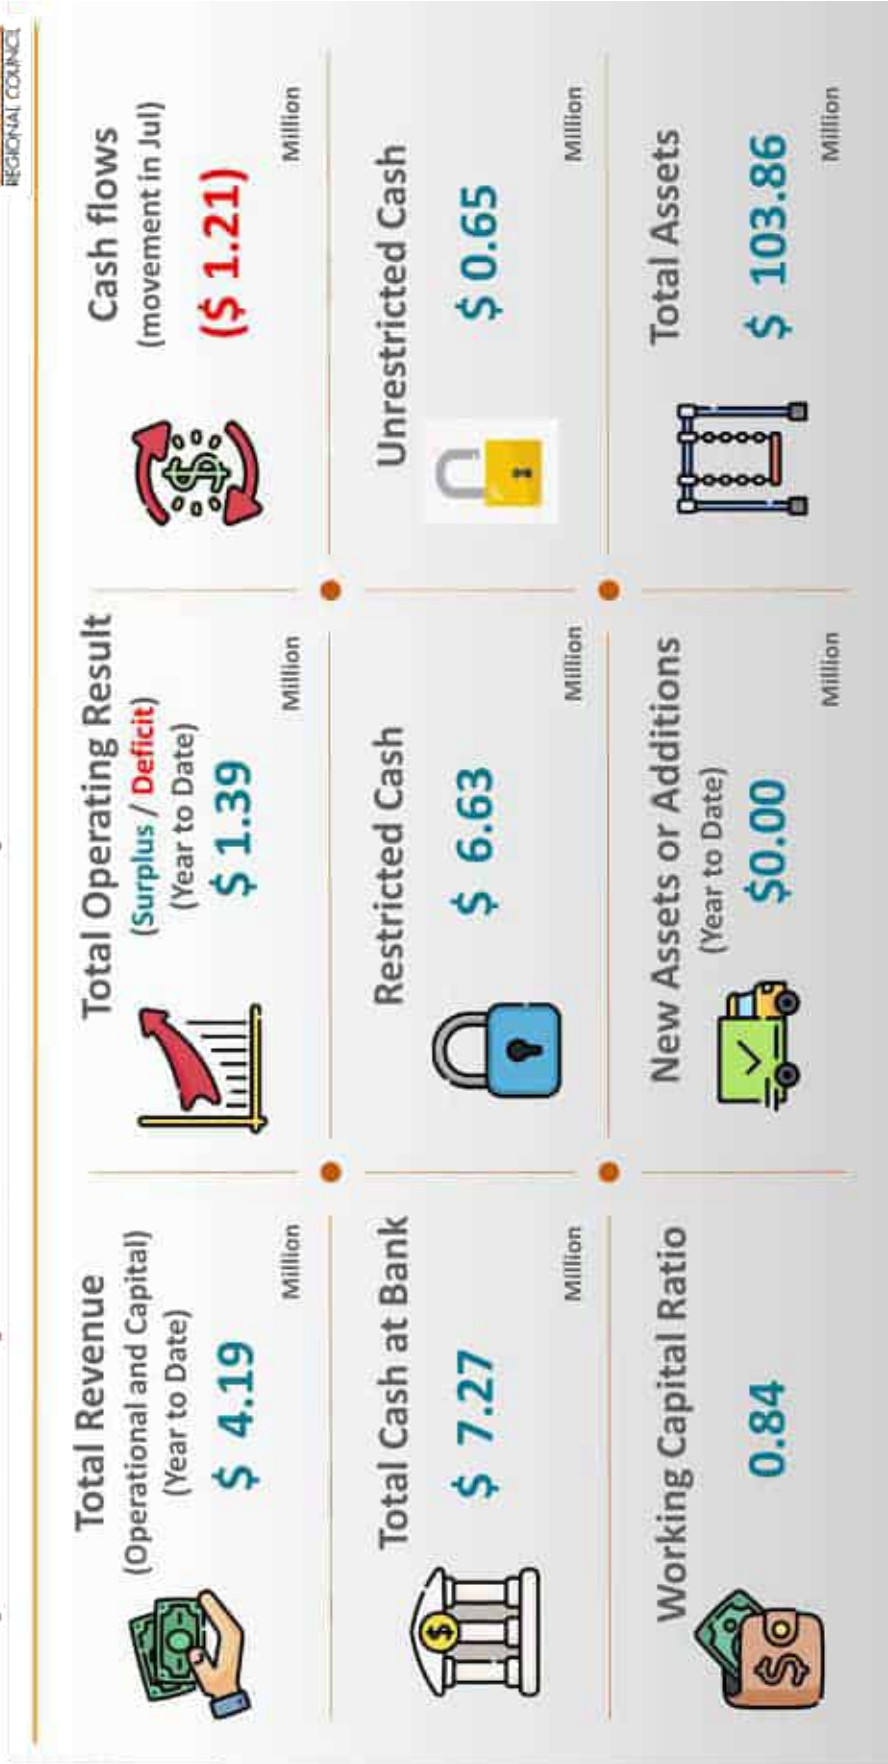 REGIONAL COUNCIL
Total Revenue
(Operational and Capital)
(Year to Date)
$ 4.19
Million
Total Operating Result
(Surplus / Deficit)
(Year to Date)
$ 1.39
Million
Cash flows
(movement in Jul)
($ 1.21)
Million
Total Cash at Bank
$ 7.27
Million
Restricted Cash
$ 6.63
Million
Unrestricted Cash
$ 0.65
Million
Working Capital Ratio
0.84
New Assets or Additions
(Year to Date)
$0.00
Million
Total Assets
$ 103.86
Million